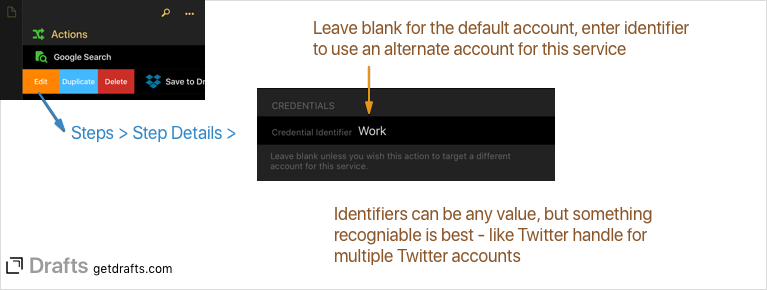 Actions
Google Search
Edit Duplicate Delete Save to Dr
Steps > Step Details >
Leave blank for the default account, enter identifier
to use an alternate account for this service
CREDENTIALS
Credential Identifier Work
Leave blank unless you wish this action to target a different
account for this service.
Identifiers can be any value, but something
recogniable is best - like Twitter handle for
multiple Twitter accounts
Drafts getdrafts.com